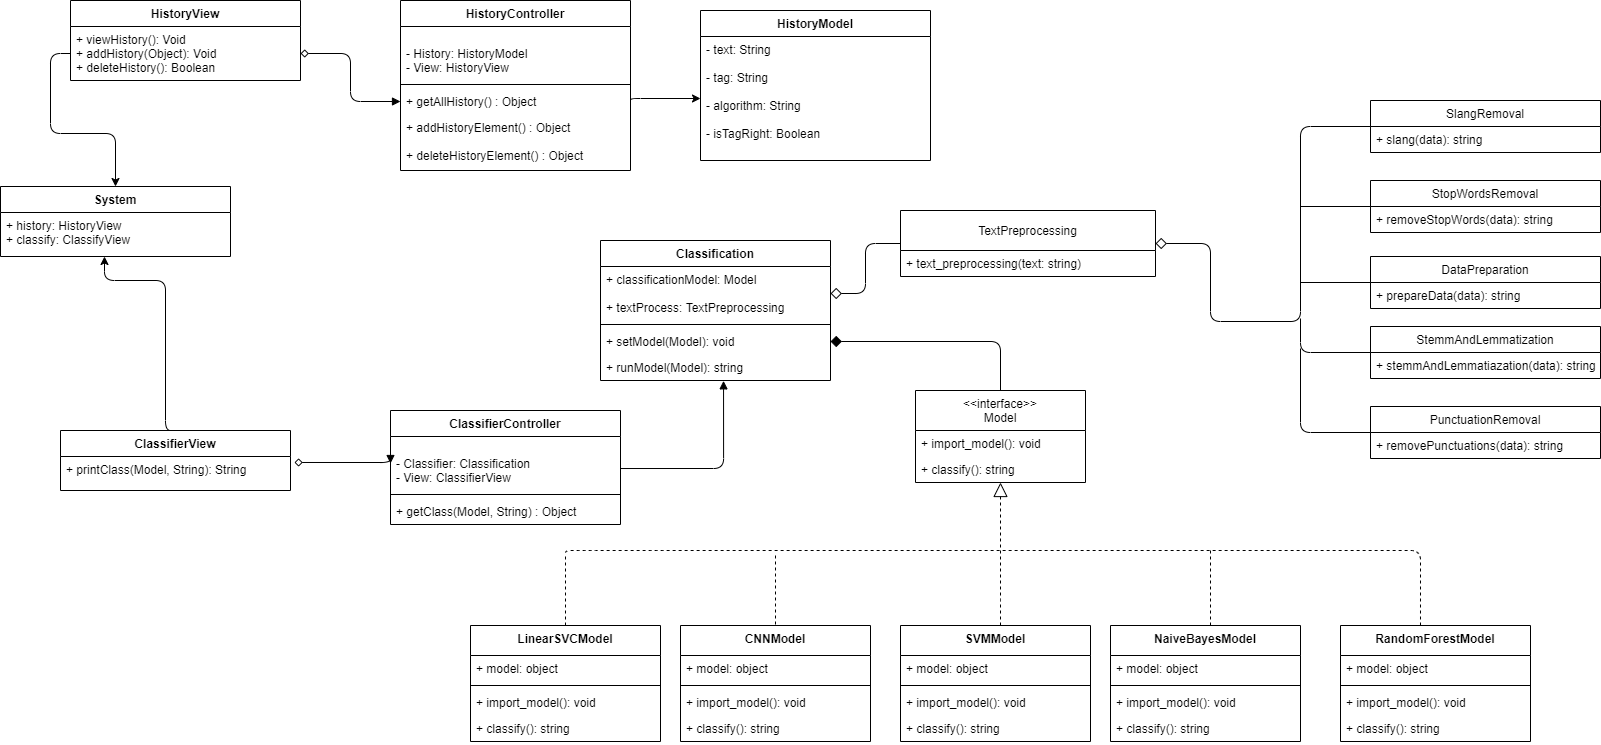 HistoryView
+ viewHistory(): Void
+ addHistory(Object): Void
+ deleteHistory(): Boolean
HistoryController
- History: HistoryModel
- View: HistoryView
+ getAllHistory() : Object
+ addHistoryElement() : Object
+ deleteHistoryElement() : Object
HistoryModel
- text: String
- tag: String
- algorithm: String
- isTagRight: Boolean
System
+ history: HistoryView
+ classify: ClassifyView
Classification
+ classificationModel: Model
+ textProcess: TextPreprocessing
+ setModel(Model): void
+ runModel(Model): string
TextPreprocessing
+ text_preprocessing(text: string)
SlangRemoval
+ slang(data): string
StopWordsRemoval
+ removeStopWords(data): string
DataPreparation
+ prepareData(data): string
StemmAndLemmatization
+ stemmAndLemmatiazation(data): string
PunctuationRemoval
+ removePunctuations(data): string
<<interface>>
Model
+ import_model(): void
+ classify(): string
ClassifierView
+ printClass(Model, String): String
ClassifierController
- Classifier: Classification
- View: ClassifierView
+ getClass(Model, String) : Object
LinearSVCModel
+ model: object
+ import_model(): void
+ classify(): string
CNNModel
+ model: object
+ import_model(): void
+ classify(): string
SVMModel
+ model: object
+ import_model(): void
+ classify(): string
NaiveBayesModel
+ model: object
+ import_model(): void
+ classify(): string
RandomForestModel
+ model: object
+ import_model(): void
+ classify(): string